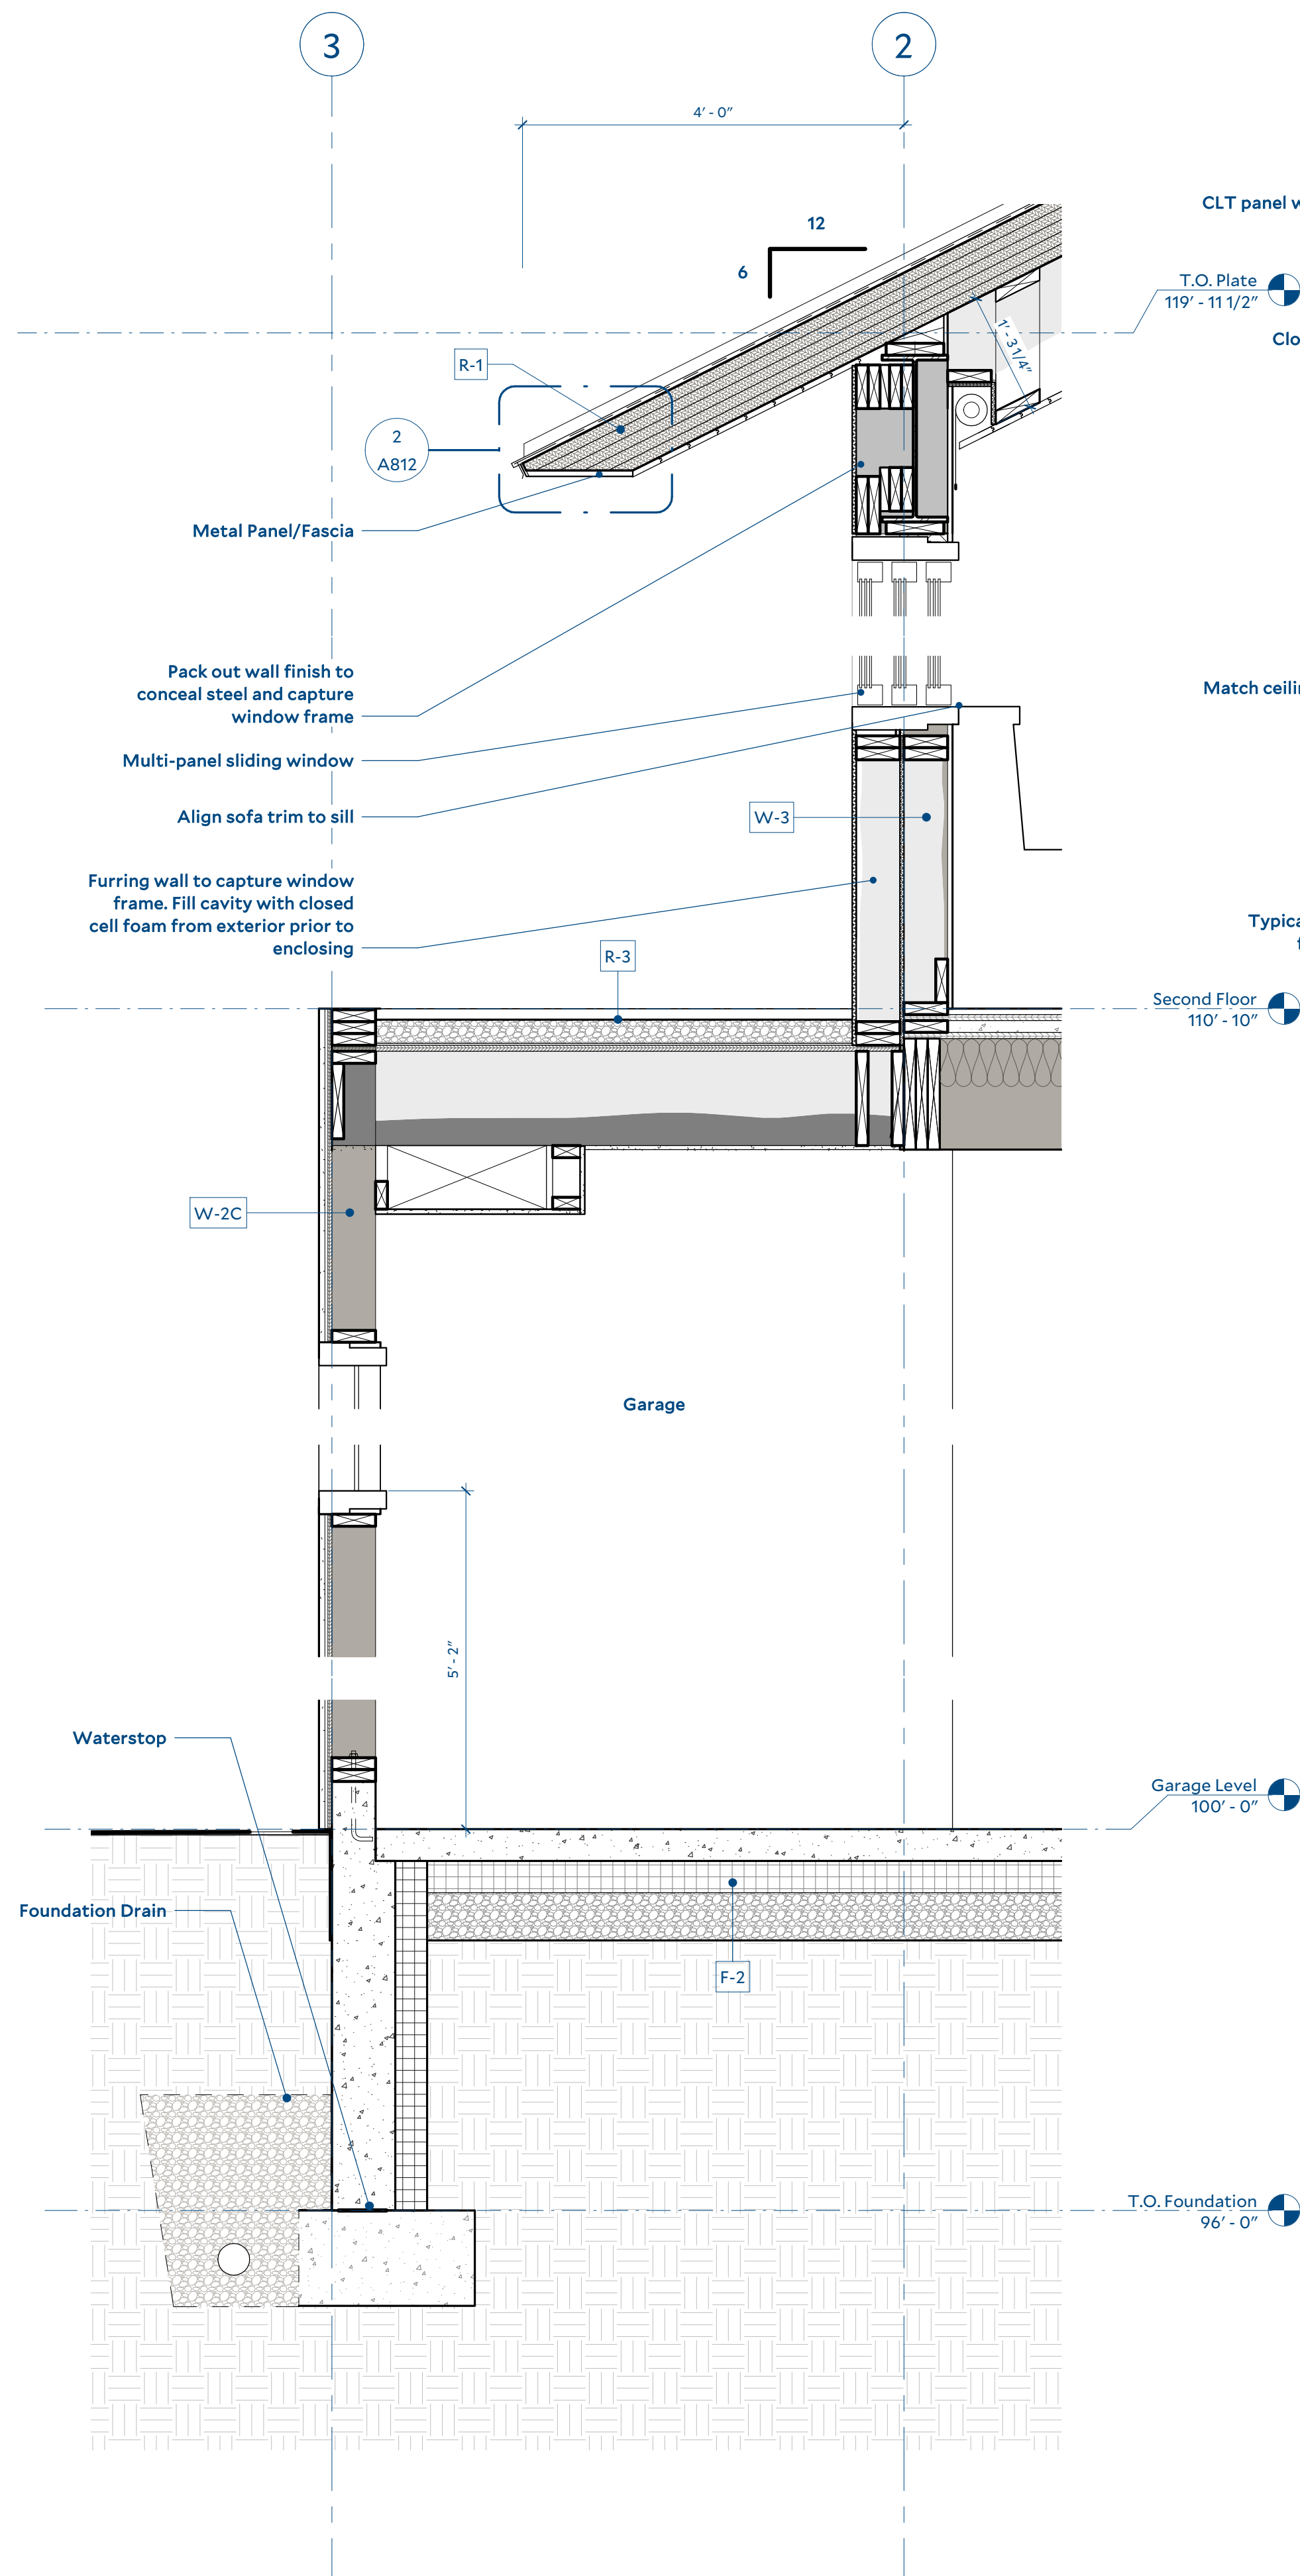 3
2
4' - 0"
CLT panel w
12
6
T.O. Plate
119' - 11 1/2"
Clo
1' - 3 1/4"
R-1
2
A812
Metal Panel/Fascia
Pack out wall finish to
conceal steel and capture
window frame
Match ceilin
Multi-panel sliding window
Align sofa trim to sill
W-3
Furring wall to capture window
frame. Fill cavity with closed
cell foam from exterior prior to
enclosing
Typica
f
R-3
Second Floor
110' - 10"
W-2C
Garage
5' - 2"
Waterstop
Garage Level
100' - 0"
Foundation Drain
F-2
T.O. Foundation
96' - 0"